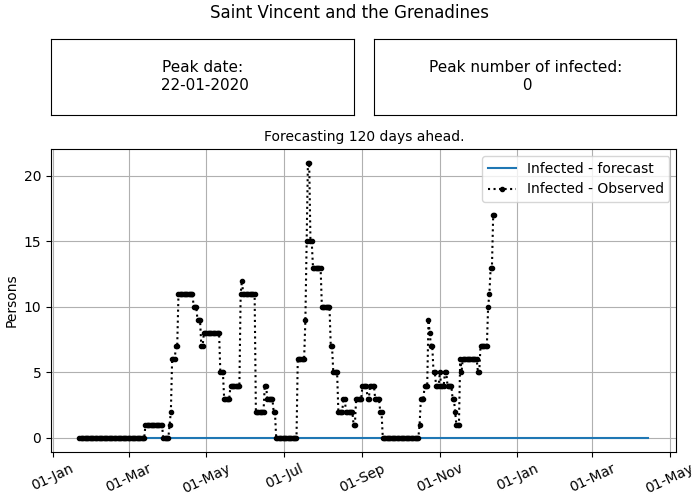 Saint Vincent and the Grenadines
Peak date:
22-01-2020
Peak number of infected:
0
Forecasting 120 days ahead.
Infected - forecast
Infected - Observed
Persons
20
15
10
5
0
01-Jan
01-Mar
01-May
01-Jul
01-Sep
01-Nov
01-Jan
01-Mar
01-May